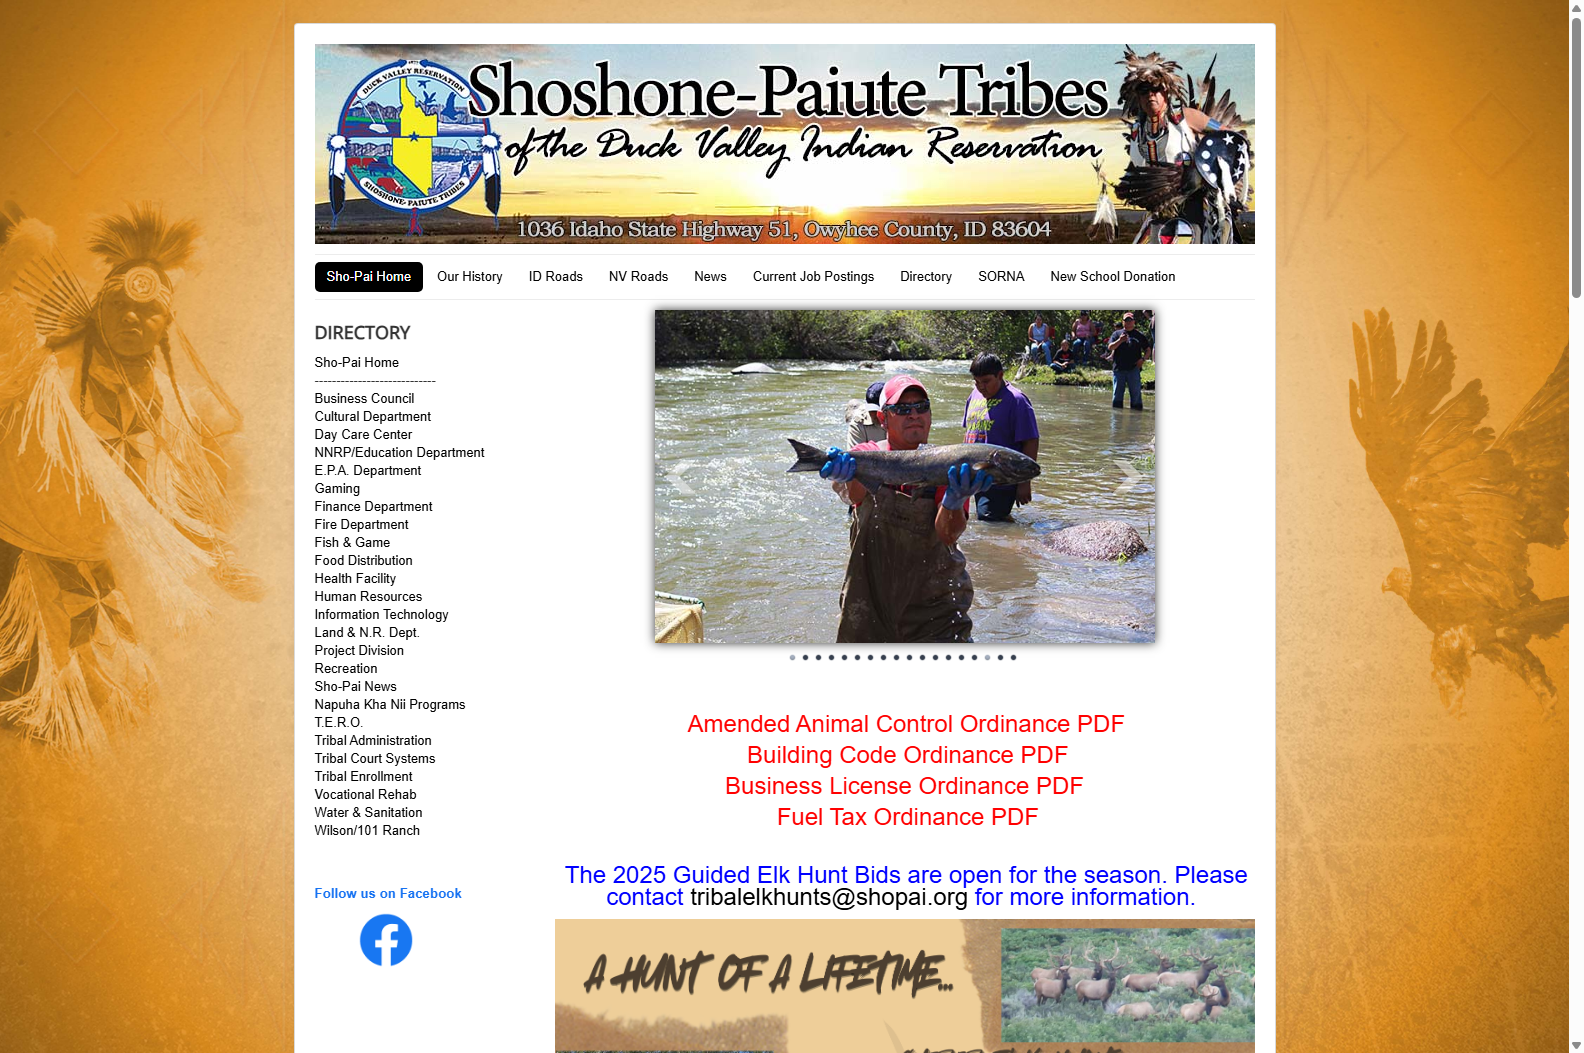 DUCK VALLEY RESERVATION
SHOSHONE-PAIUTE TRIBES
Shoshone-Paiute Tribes
of the Duck Valley Indian Reservation
1036 Idaho State Highway 51, Owyhee County, ID 83604
Sho-Pai Home Our History ID Roads NV Roads News Current Job Postings Directory SORNA New School Donation
DIRECTORY
Sho-Pai Home
----------------------------
Business Council
Cultural Department
Day Care Center
NNRP/Education Department
E.P.A. Department
Gaming
Finance Department
Fire Department
Fish & Game
Food Distribution
Health Facility
Human Resources
Information Technology
Land & N.R. Dept.
Project Division
Recreation
Sho-Pai News
Napuha Kha Nii Programs
T.E.R.O.
Tribal Administration
Tribal Court Systems
Tribal Enrollment
Vocational Rehab
Water & Sanitation
Wilson/101 Ranch
Follow us on Facebook
Amended Animal Control Ordinance PDF
Building Code Ordinance PDF
Business License Ordinance PDF
Fuel Tax Ordinance PDF
The 2025 Guided Elk Hunt Bids are open for the season. Please
contact tribalelkhunts@shopai.org for more information.
A HUNT OF A LIFETIME...